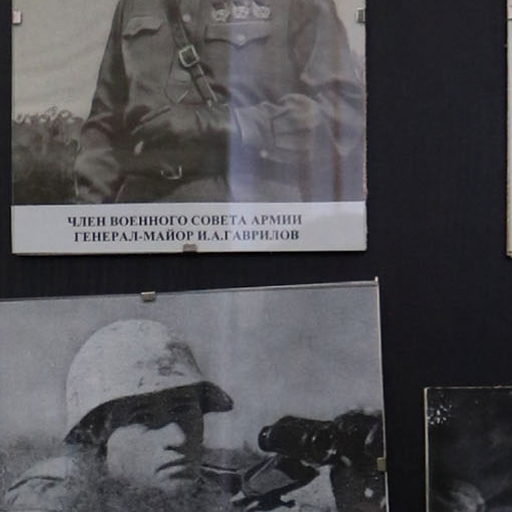 ЧЛЕН ВОЕННОГО СОВЕТА АРМИИ
ГЕНЕРАЛ-МАЙОР И.А.ГАВРИЛОВ